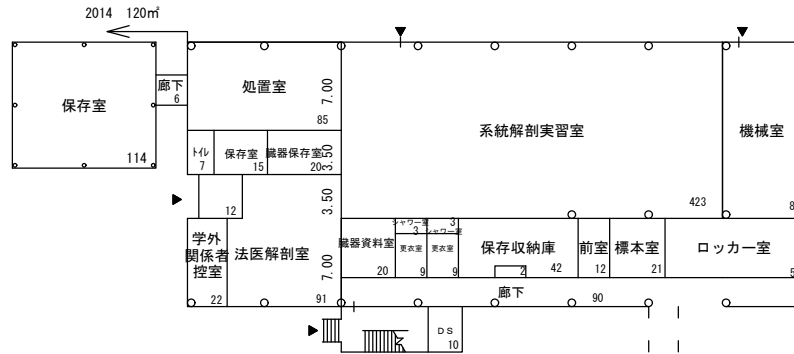 2014 120㎡
保存室
114
廊下
6
処置室
85
7.00
系統解剖実習室
423
機械室
8
ﾄｲﾚ
7
保存室
15
臓器保存室
20
3.50
3.50
12
学外
関係者
控室
22
法医解剖室
91
7.00
臓器資料室
20
シャワー室
3
シャワー室
3
更衣室
9
更衣室
9
保存収納庫
2
42
前室
12
標本室
21
ロッカー室
5
廊下
90
ＤＳ
10